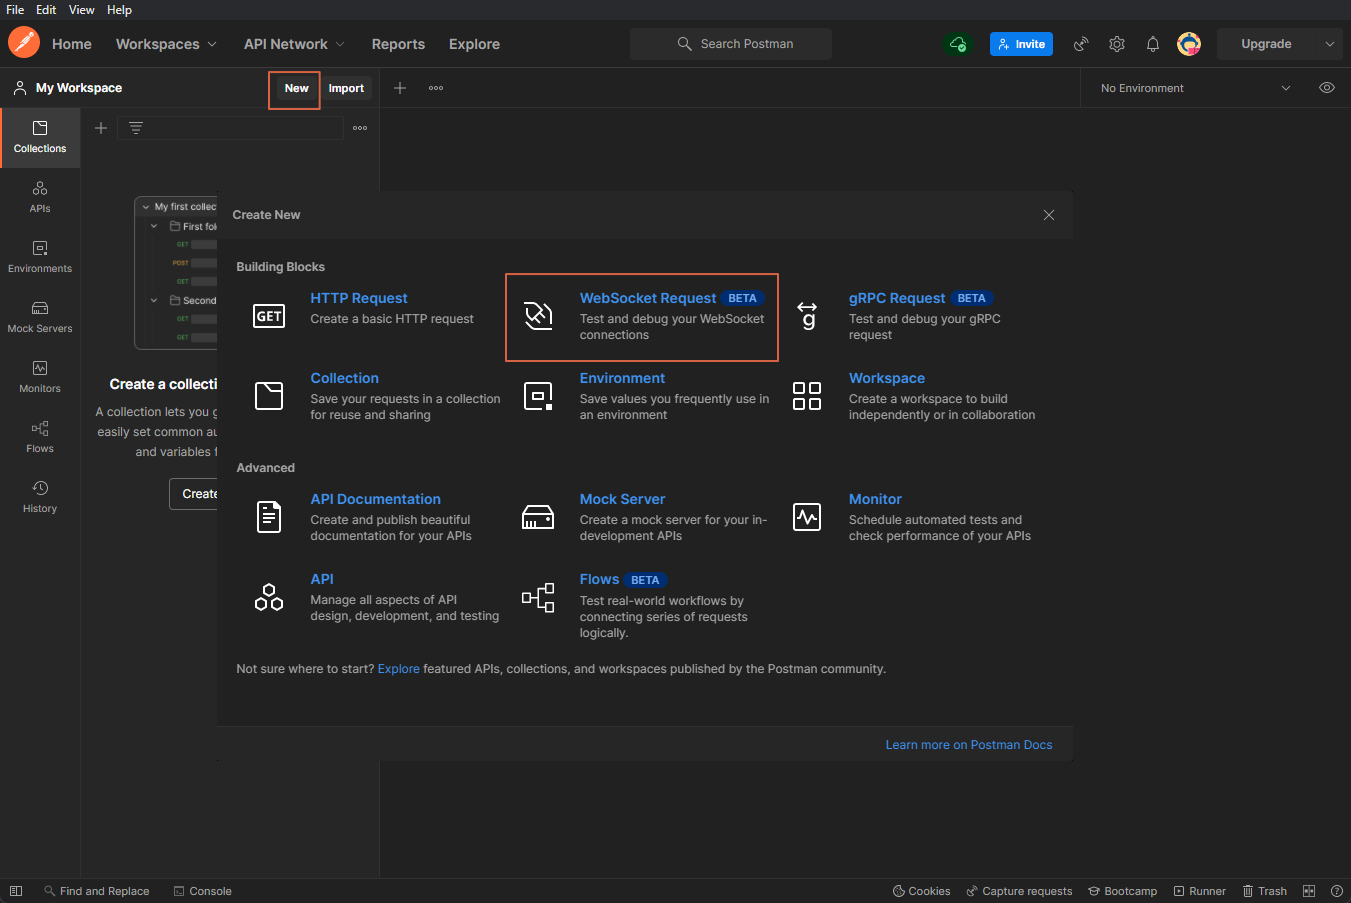 File Edit View Help
Home Workspaces API Network Reports Explore Search Postman Invite Upgrade
My Workspace New Import No Environment
Collections
APIs
Environments
Mock Servers
Monitors
Flows
History
My first collec
First fol
GET
POST
GET
Second
GET
GET
Create a collecti
A collection lets you g
easily set common au
and variables f
Create
Create New
Building Blocks
HTTP Request
Create a basic HTTP request
GET
WebSocket Request BETA
Test and debug your WebSocket
connections
gRPC Request BETA
Test and debug your gRPC
request
g
Collection
Save your requests in a collection
for reuse and sharing
Environment
Save values you frequently use in
an environment
Workspace
Create a workspace to build
independently or in collaboration
Advanced
API Documentation
Create and publish beautiful
documentation for your APIs
Mock Server
Create a mock server for your in-
development APIs
Monitor
Schedule automated tests and
check performance of your APIs
API
Manage all aspects of API
design, development, and testing
Flows BETA
Test real-world workflows by
connecting series of requests
logically.
Not sure where to start? Explore featured APIs, collections, and workspaces published by the Postman community.
Learn more on Postman Docs
Find and Replace Console Cookies Capture requests Bootcamp Runner Trash